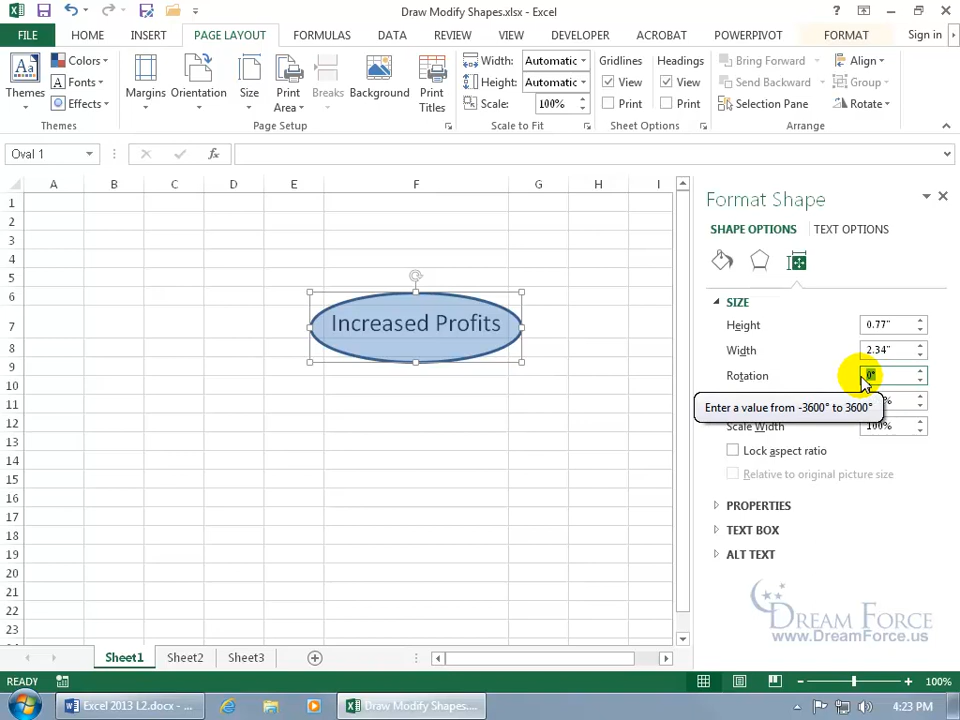 Draw Modify Shapes.xlsx - Excel
FILE HOME INSERT PAGE LAYOUT FORMULAS DATA REVIEW VIEW DEVELOPER ACROBAT POWERPIVOT FORMAT Sign in
Colors Width: Automatic Gridlines Headings Bring Forward Align
Fonts Height: Automatic View View Send Backward Group
Themes Effects Margins Orientation Size Print Area Breaks Background Print Titles Scale: 100% Print Print Selection Pane Rotate
Themes Page Setup Scale to Fit Sheet Options Arrange
Oval 1 fx
A B C D E F G H I
1
2
3
4
5
6
7
8
9
10
11
12
13
14
15
16
17
18
19
20
21
22
23
Increased Profits
Format Shape
SHAPE OPTIONS TEXT OPTIONS
SIZE
Height 0.77"
Width 2.34"
Rotation 0°
Enter a value from -3600° to 3600°
%
Scale Width 100%
Lock aspect ratio
Relative to original picture size
PROPERTIES
TEXT BOX
ALT TEXT
DREAM FORCE
www.DreamForce.us
Sheet1 Sheet2 Sheet3
READY 100%
Excel 2013 I.2.docx - ... Draw Modify Shapes.... 4:23 PM